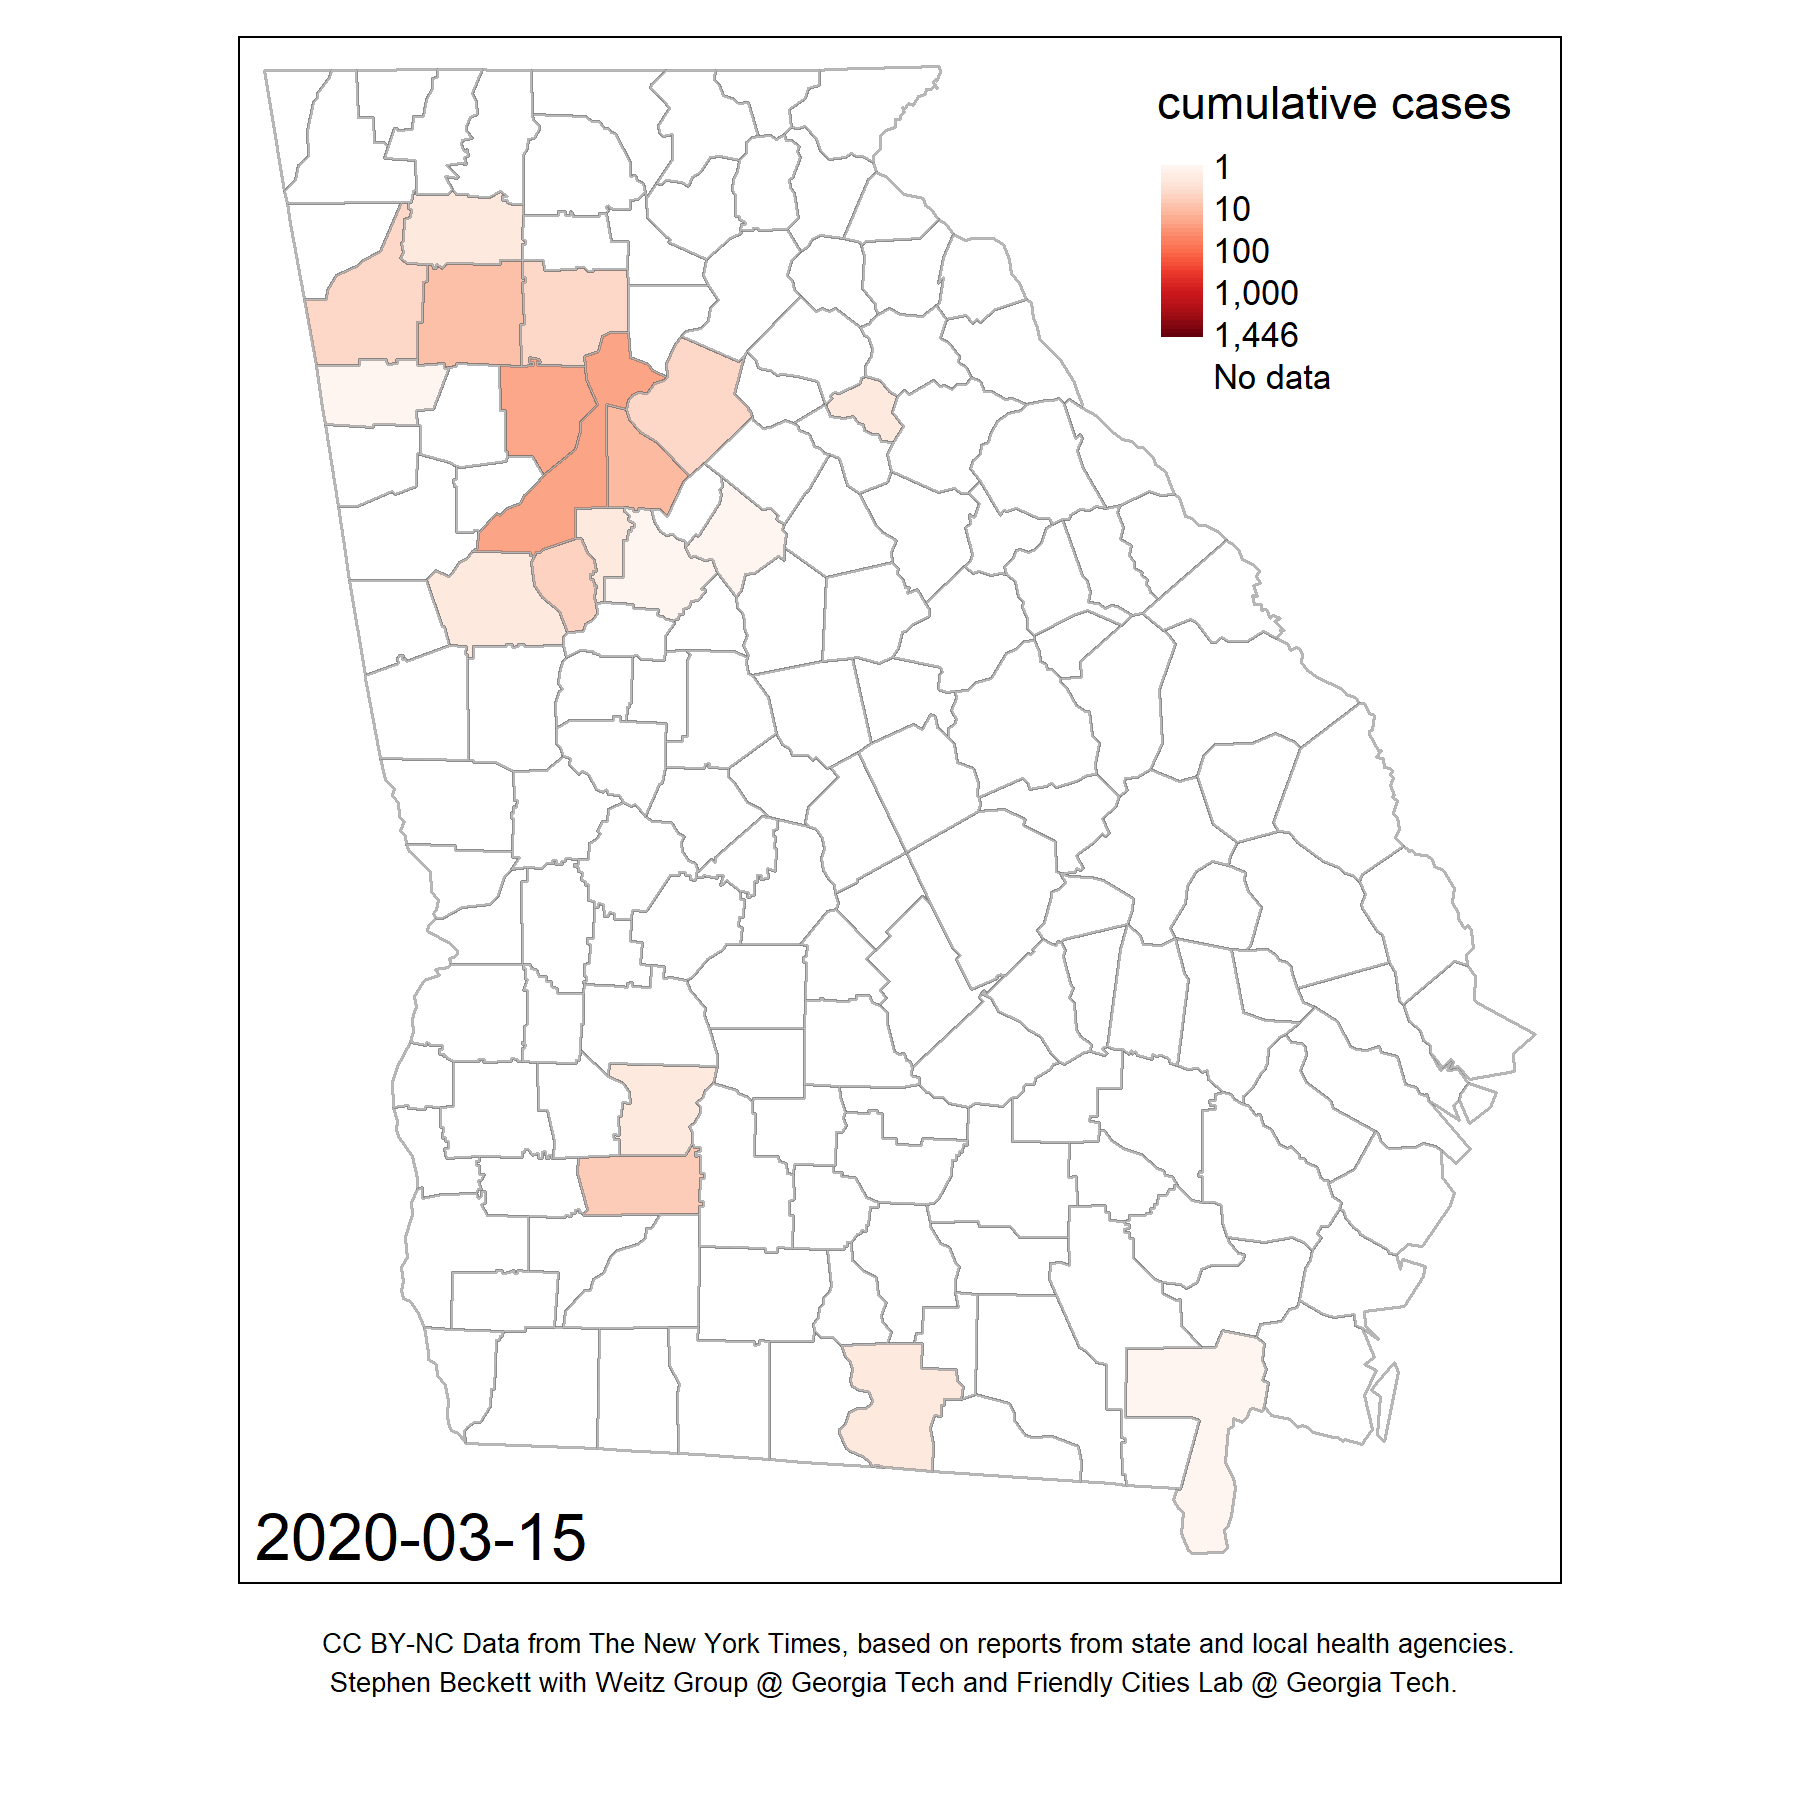 cumulative cases
1
10
100
1,000
1,446
No data
2020-03-15
CC BY-NC Data from The New York Times, based on reports from state and local health agencies.
Stephen Beckett with Weitz Group @ Georgia Tech and Friendly Cities Lab @ Georgia Tech.